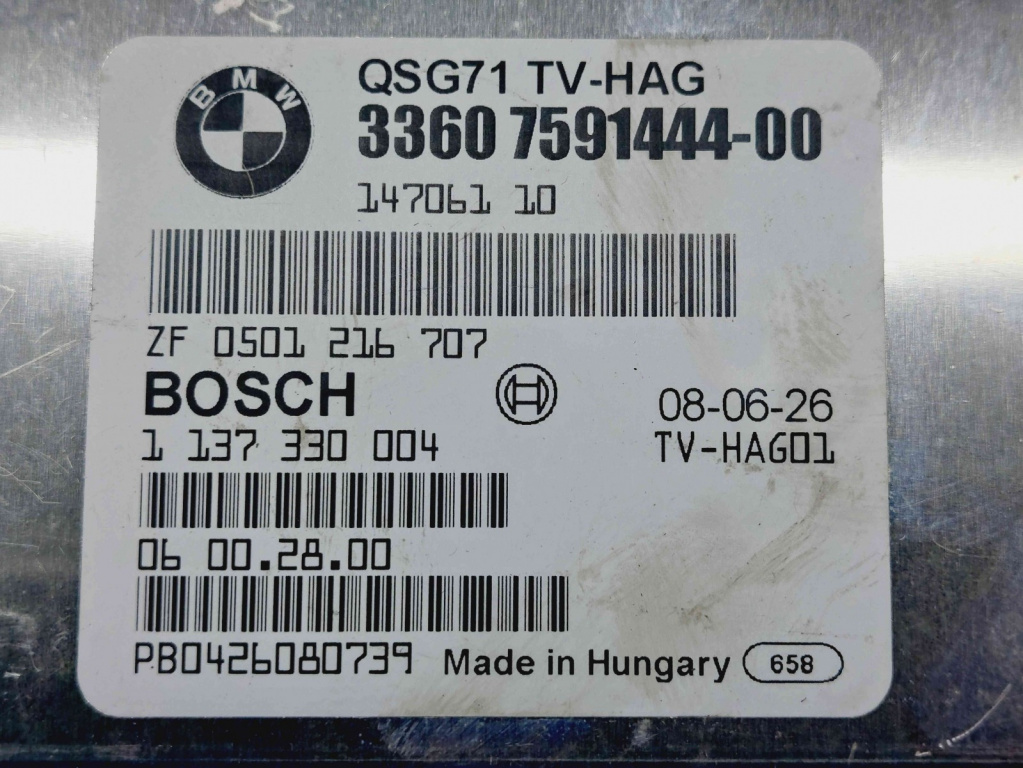 BMW
QSG71 TV-HAG
3360 7591444-00
147061 10
ZF 0501 216 707
BOSCH
08-06-26
1 137 330 004
TV-HAG01
06 00.28.00
PB0426080739
Made in Hungary
658